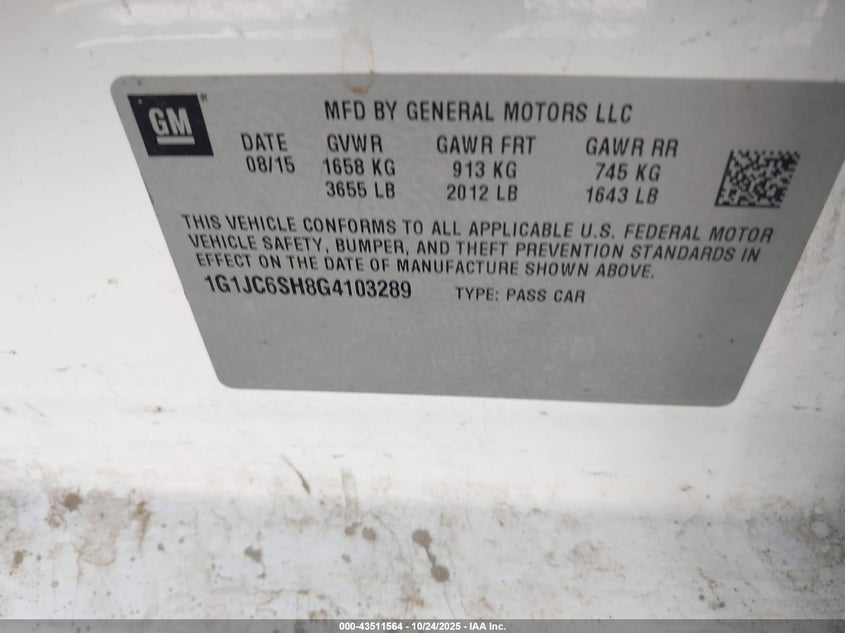 GM ®
MFD BY GENERAL MOTORS LLC
DATE GVWR GAWR FRT GAWR RR
08/15 1658 KG 913 KG 745 KG
3655 LB 2012 LB 1643 LB
THIS VEHICLE CONFORMS TO ALL APPLICABLE U.S. FEDERAL MOTOR
VEHICLE SAFETY, BUMPER, AND THEFT PREVENTION STANDARDS IN
EFFECT ON THE DATE OF MANUFACTURE SHOWN ABOVE.
1G1JC6SH8G4103289 TYPE: PASS CAR
000-43511564 - 10/24/2025 - IAA Inc.